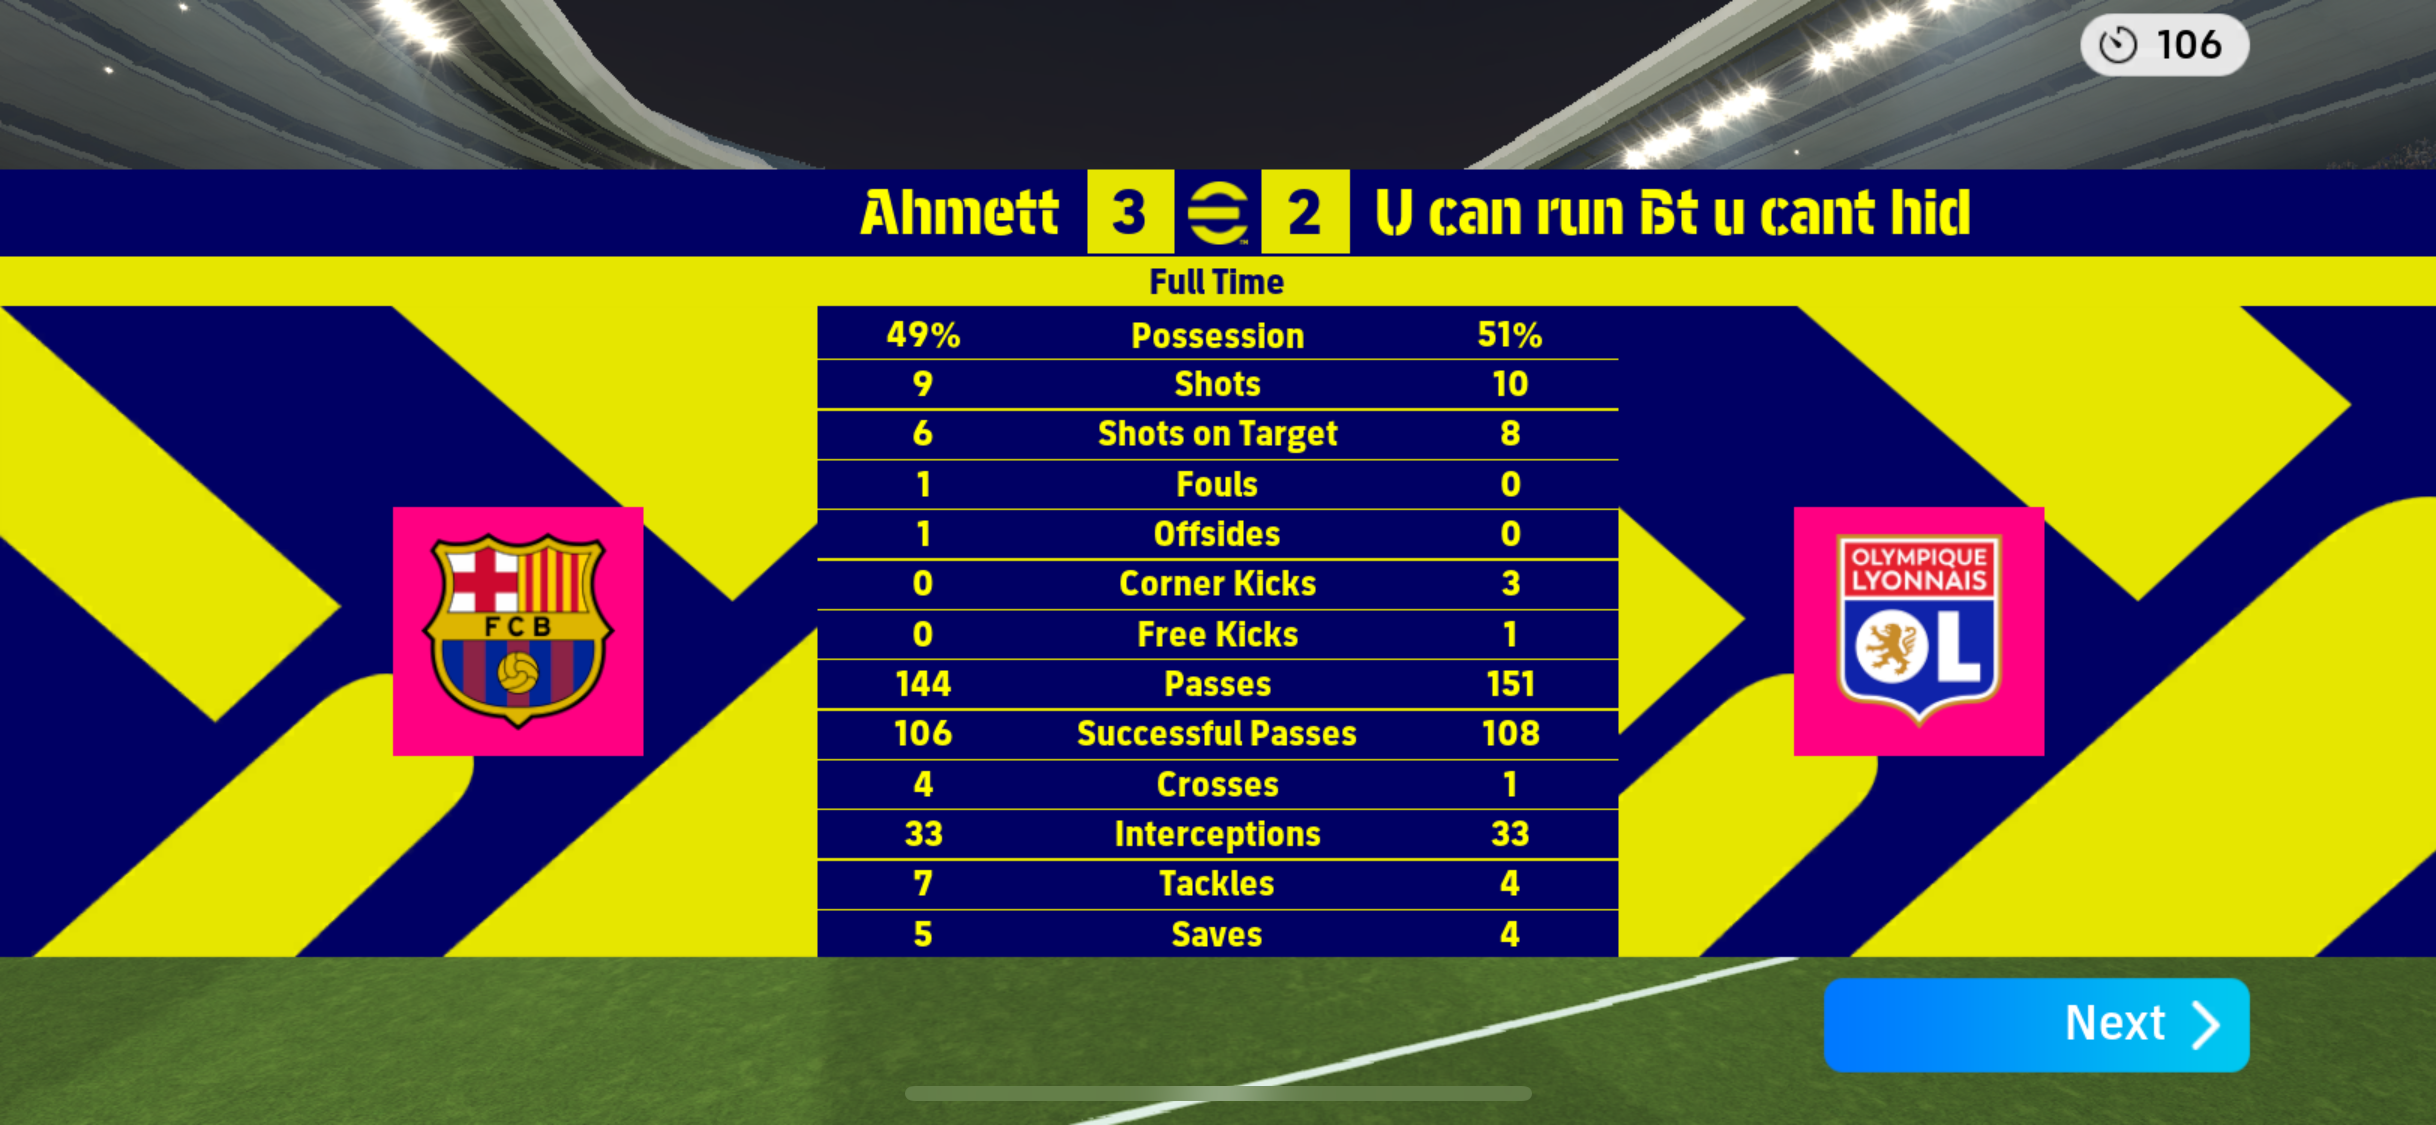 106
Ahmett 3 2 U can run Bt u cant hid
Full Time
49% Possession 51%
9 Shots 10
6 Shots on Target 8
1 Fouls 0
1 Offsides 0
0 Corner Kicks 3
0 Free Kicks 1
144 Passes 151
106 Successful Passes 108
4 Crosses 1
33 Interceptions 33
7 Tackles 4
5 Saves 4
FCB
OLYMPIQUE
LYONNAIS
OL
Next